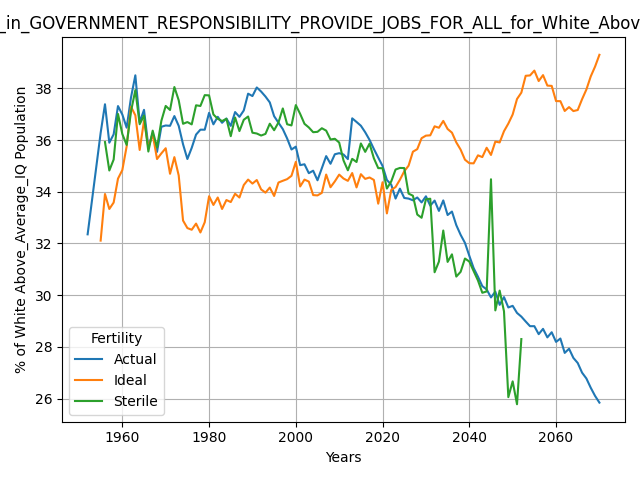 _in_GOVERNMENT_RESPONSIBILITY_PROVIDE_JOBS_FOR_ALL_for_White_Abov
% of White Above_Average_IQ Population
38
36
34
32
30
28
26
Fertility
Actual
Ideal
Sterile
1960 1980 2000 2020 2040 2060
Years